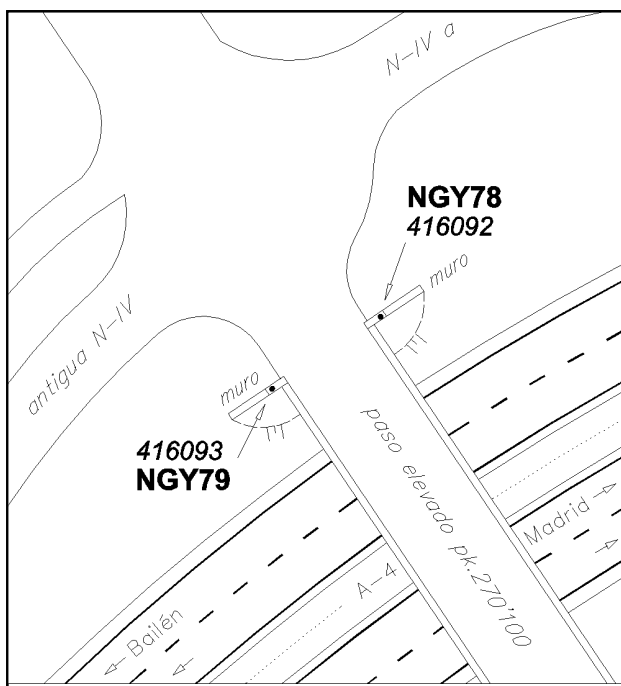 N-IV a
NGY78
416092
muro
antigua N-IV
muro
416093
NGY79
paso elevado pk.270'100
Madrid
A-4
Bailén